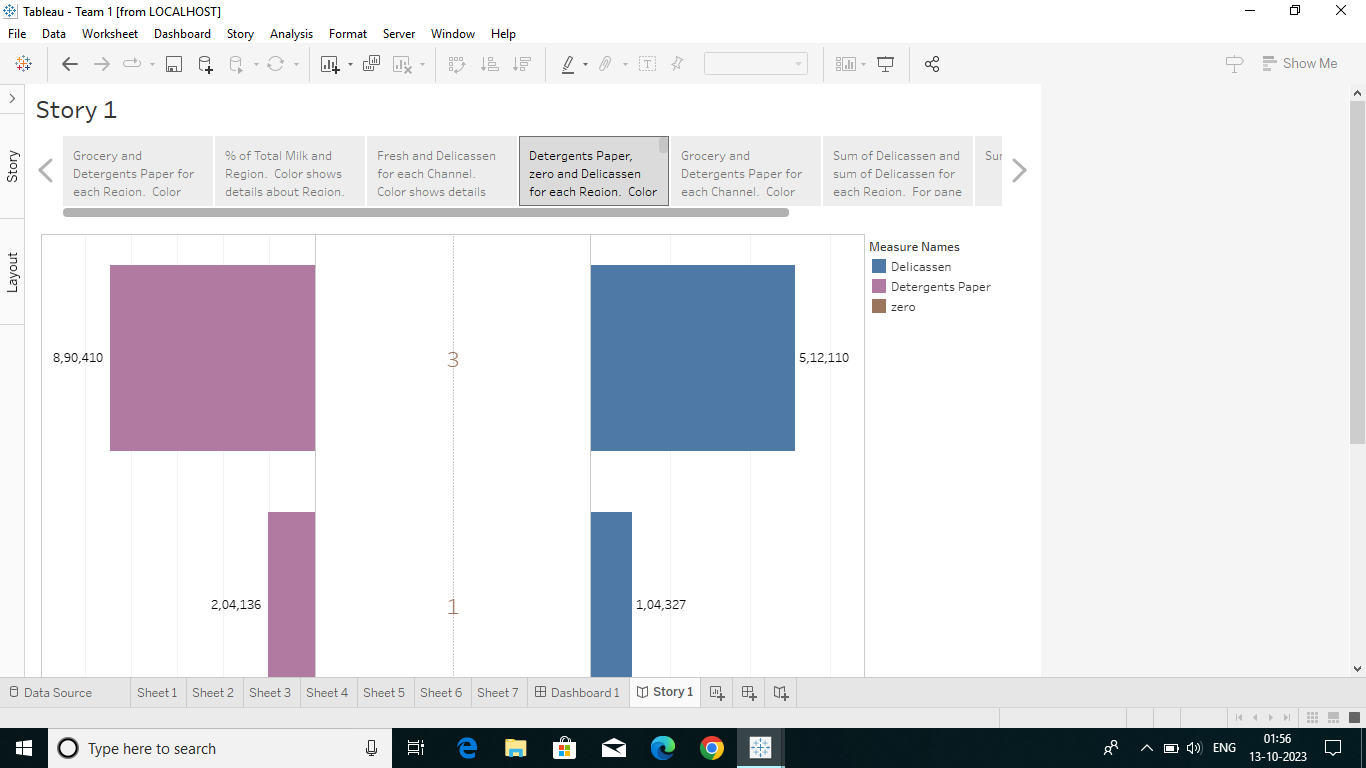 Tableau - Team 1 [from LOCALHOST]
File Data Worksheet Dashboard Story Analysis Format Server Window Help
Show Me
Story
Layout
Story 1
Grocery and
Detergents Paper for
each Region. Color
% of Total Milk and
Region. Color shows
details about Region.
Fresh and Delicassen
for each Channel.
Color shows details
Detergents Paper,
zero and Delicassen
for each Region. Color
Grocery and
Detergents Paper for
each Channel. Color
Sum of Delicassen and
sum of Delicassen for
each Region. For pane
Measure Names
Delicassen
Detergents Paper
zero
8,90,410 3 5,12,110
2,04,136 1 1,04,327
Data Source Sheet 1 Sheet 2 Sheet 3 Sheet 4 Sheet 5 Sheet 6 Sheet 7 Dashboard 1 Story 1
Type here to search
ENG
01:56
13-10-2023